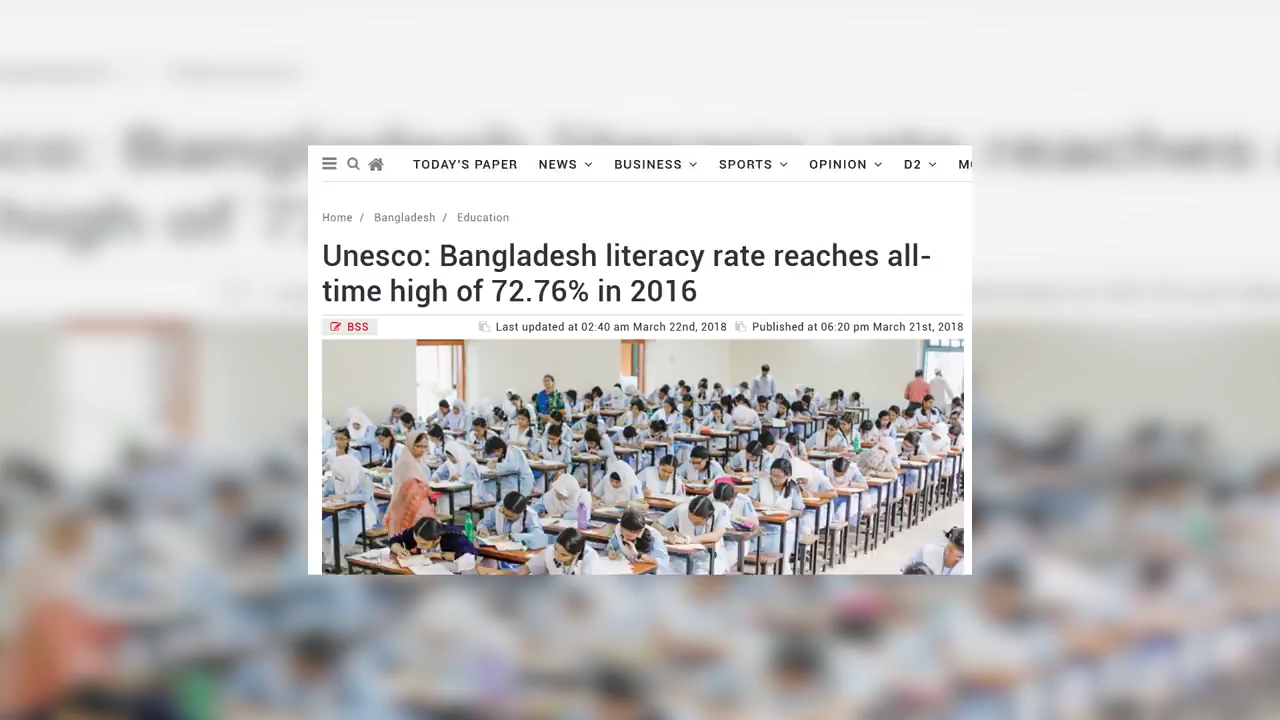 TODAY'S PAPER NEWS BUSINESS SPORTS OPINION D2
Home / Bangladesh / Education
Unesco: Bangladesh literacy rate reaches all-
time high of 72.76% in 2016
BSS Last updated at 02:40 am March 22nd, 2018 Published at 06:20 pm March 21st, 2018